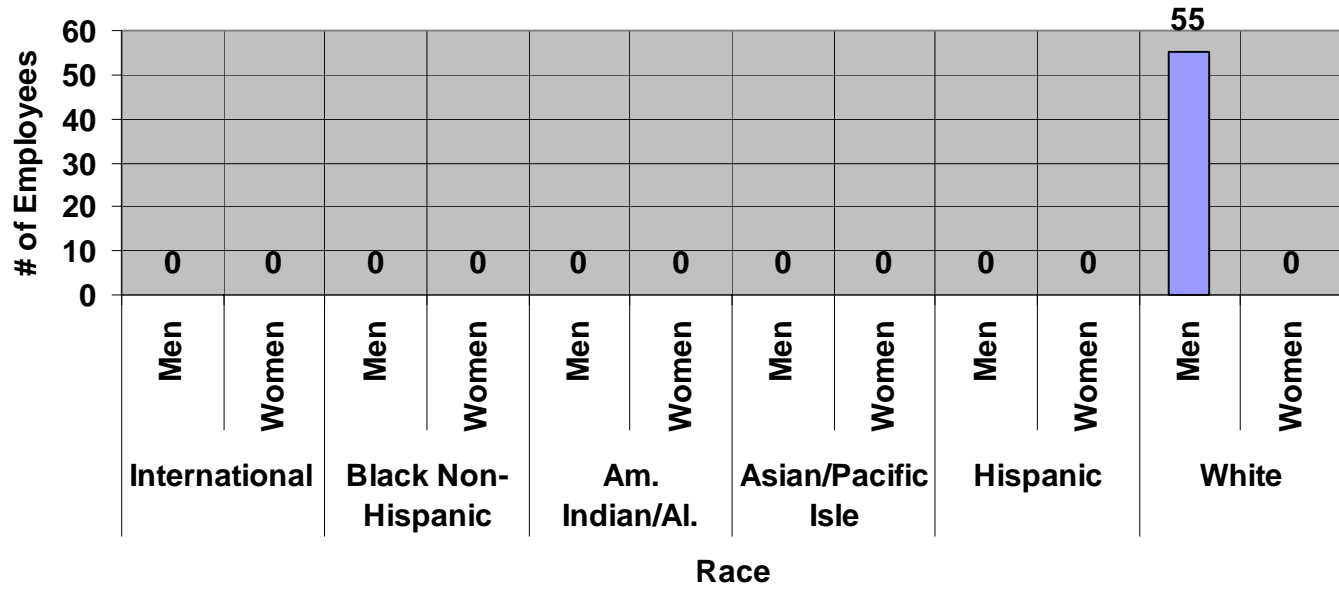 55
60
50
40
30
20
10
0
# of Employees
0 0 0 0 0 0 0 0 0 0 0
Men Women Men Women Men Women Men Women Men Women Men Women
International Black Non- Am. Asian/Pacific Hispanic White
Hispanic Indian/Al. Isle
Race